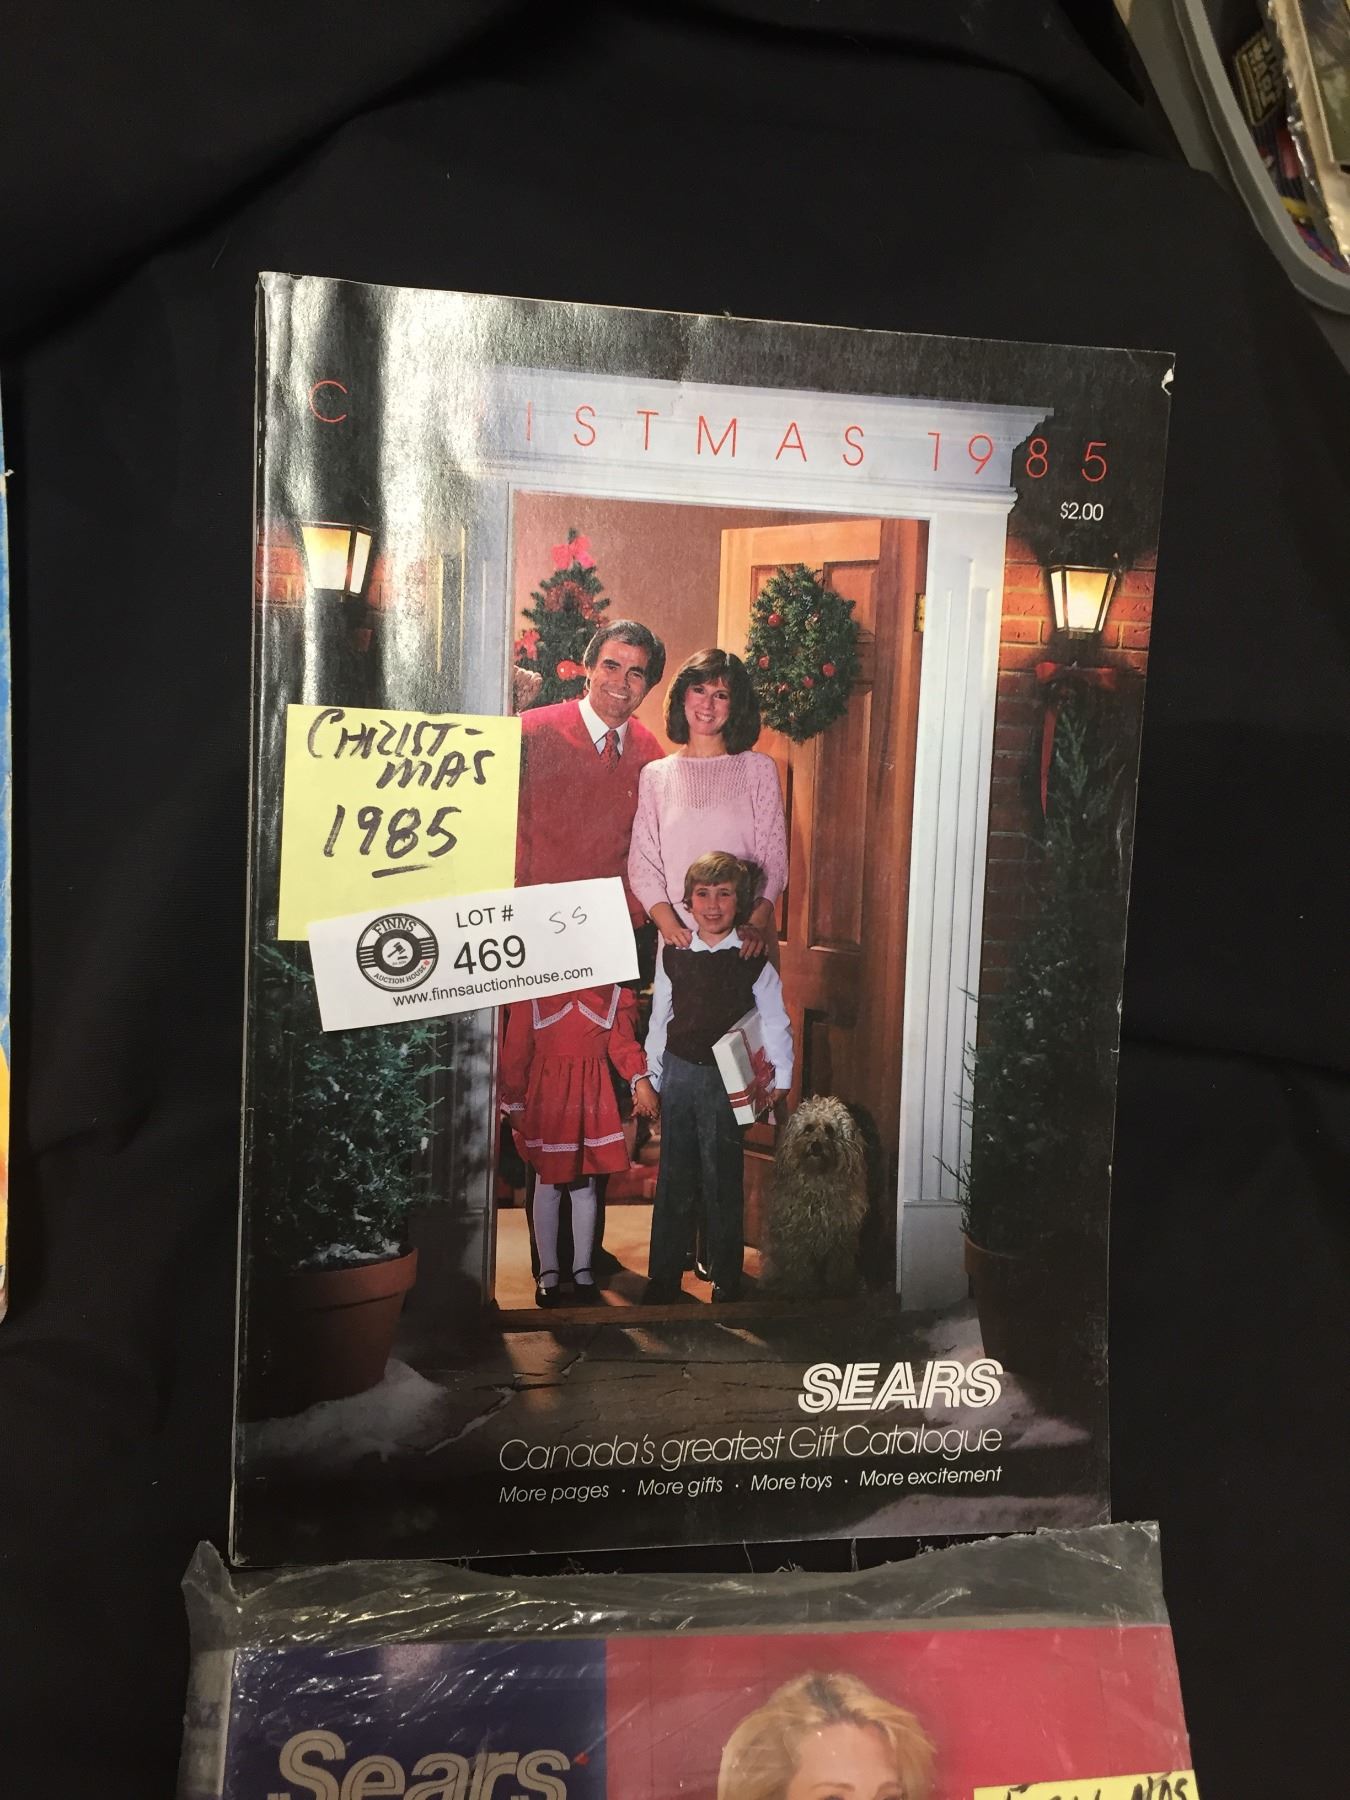 C ISTMAS 1985
$2.00
CHRIST-
MAS
1985
LOT # SS
469
FINNS
AUCTION HOUSE
www.finnsauctionhouse.com
SEARS
Canada's greatest Gift Catalogue
More pages · More gifts · More toys · More excitement
Sears